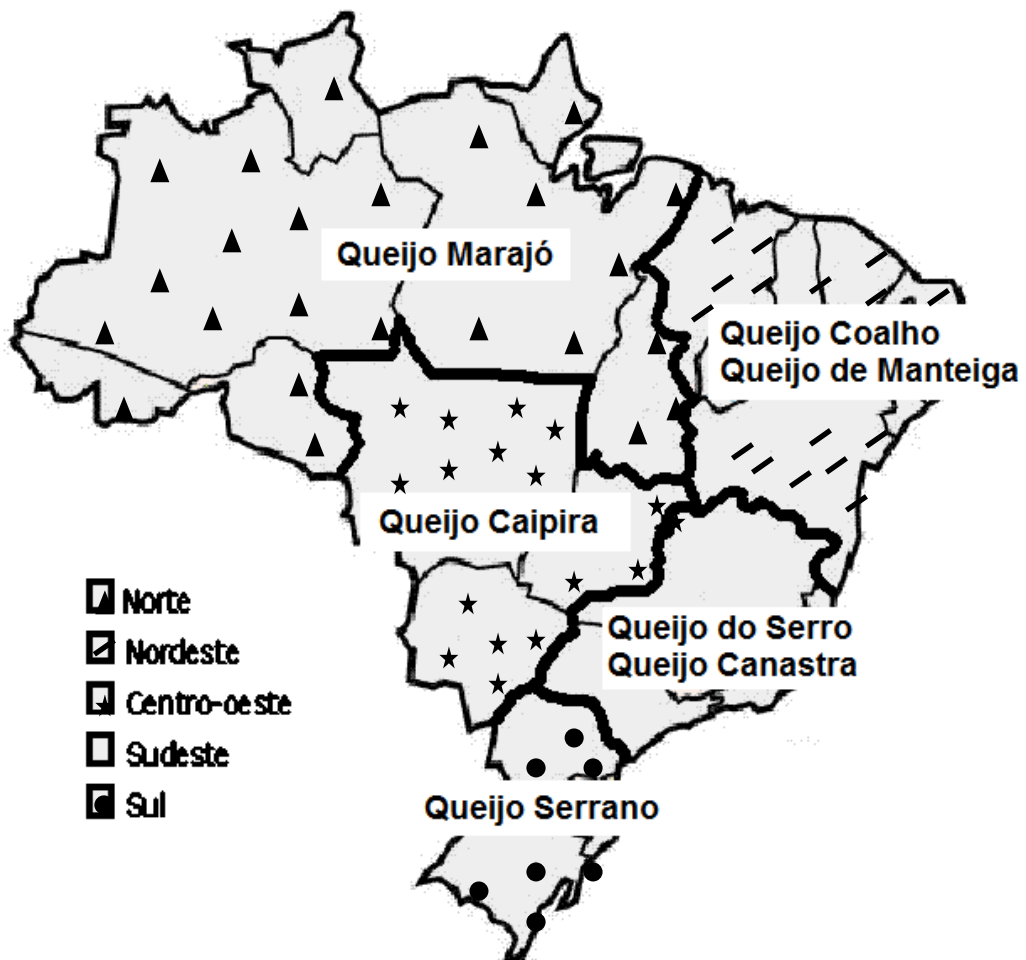 Queijo Marajó
Queijo Coalho
Queijo de Manteiga
Queijo Caipira
Queijo do Serro
Queijo Canastra
Queijo Serrano
Norte
Nordeste
Centro-oeste
Sudeste
Sul